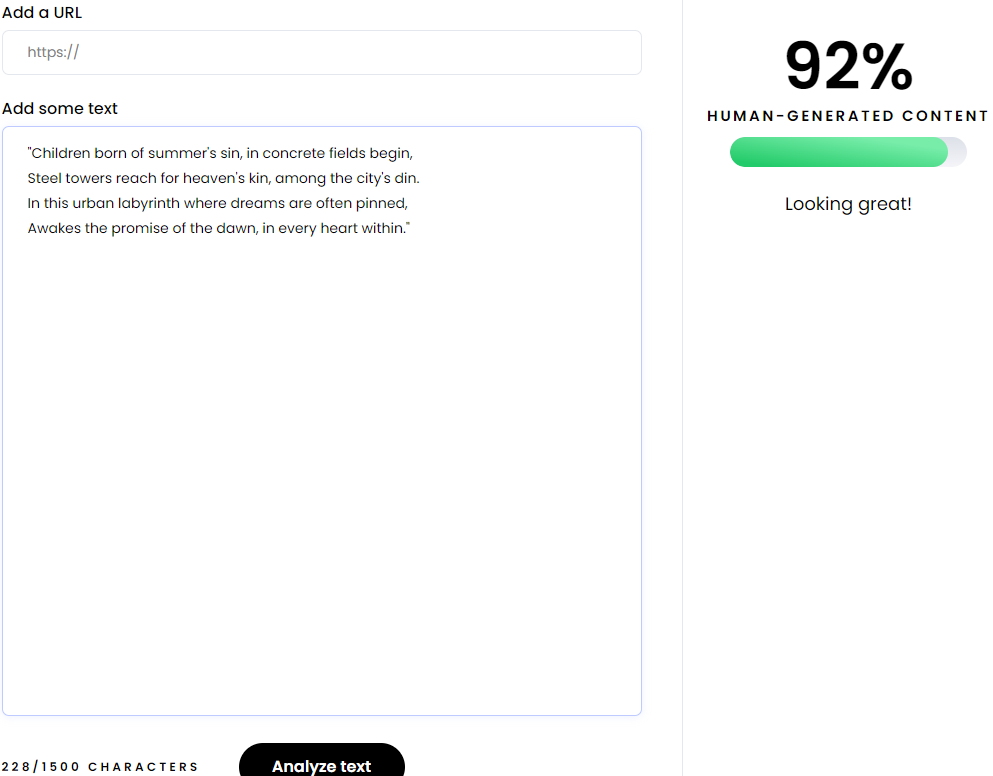 Add a URL
https://
Add some text
"Children born of summer's sin, in concrete fields begin,
Steel towers reach for heaven's kin, among the city's din.
In this urban labyrinth where dreams are often pinned,
Awakes the promise of the dawn, in every heart within."
228/1500 CHARACTERS
Analyze text
92%
HUMAN-GENERATED CONTENT
Looking great!